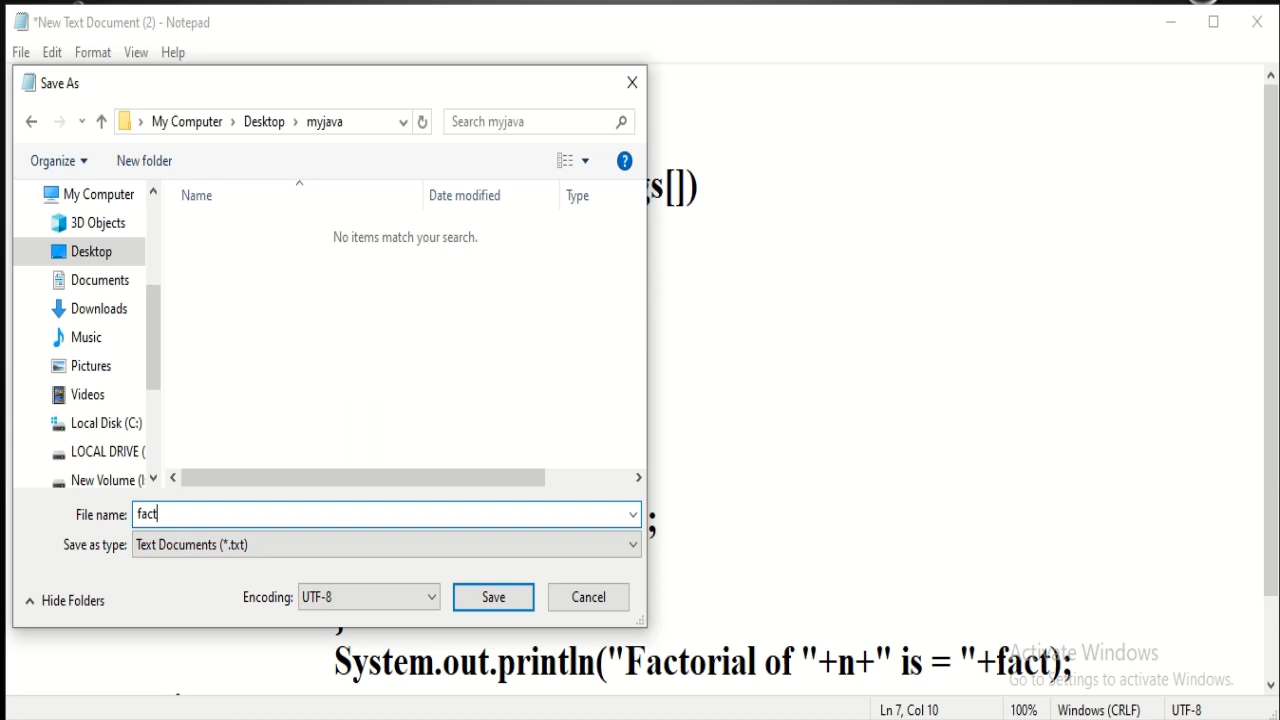 *New Text Document (2) - Notepad
File Edit Format View Help
Save As
My Computer Desktop myjava
Search myjava
Organize New folder
?
Name Date modified Type
No items match your search.
My Computer
3D Objects
Desktop
Documents
Downloads
Music
Pictures
Videos
Local Disk (C:)
LOCAL DRIVE (
New Volume (
File name: fact
Save as type: Text Documents (*.txt)
Hide Folders
Encoding: UTF-8
Save Cancel
s[])
;
System.out.println("Factorial of "+n+" is = "+fact);
Activate Windows
Go to Settings to activate Windows.
Ln 7, Col 10 100% Windows (CRLF) UTF-8